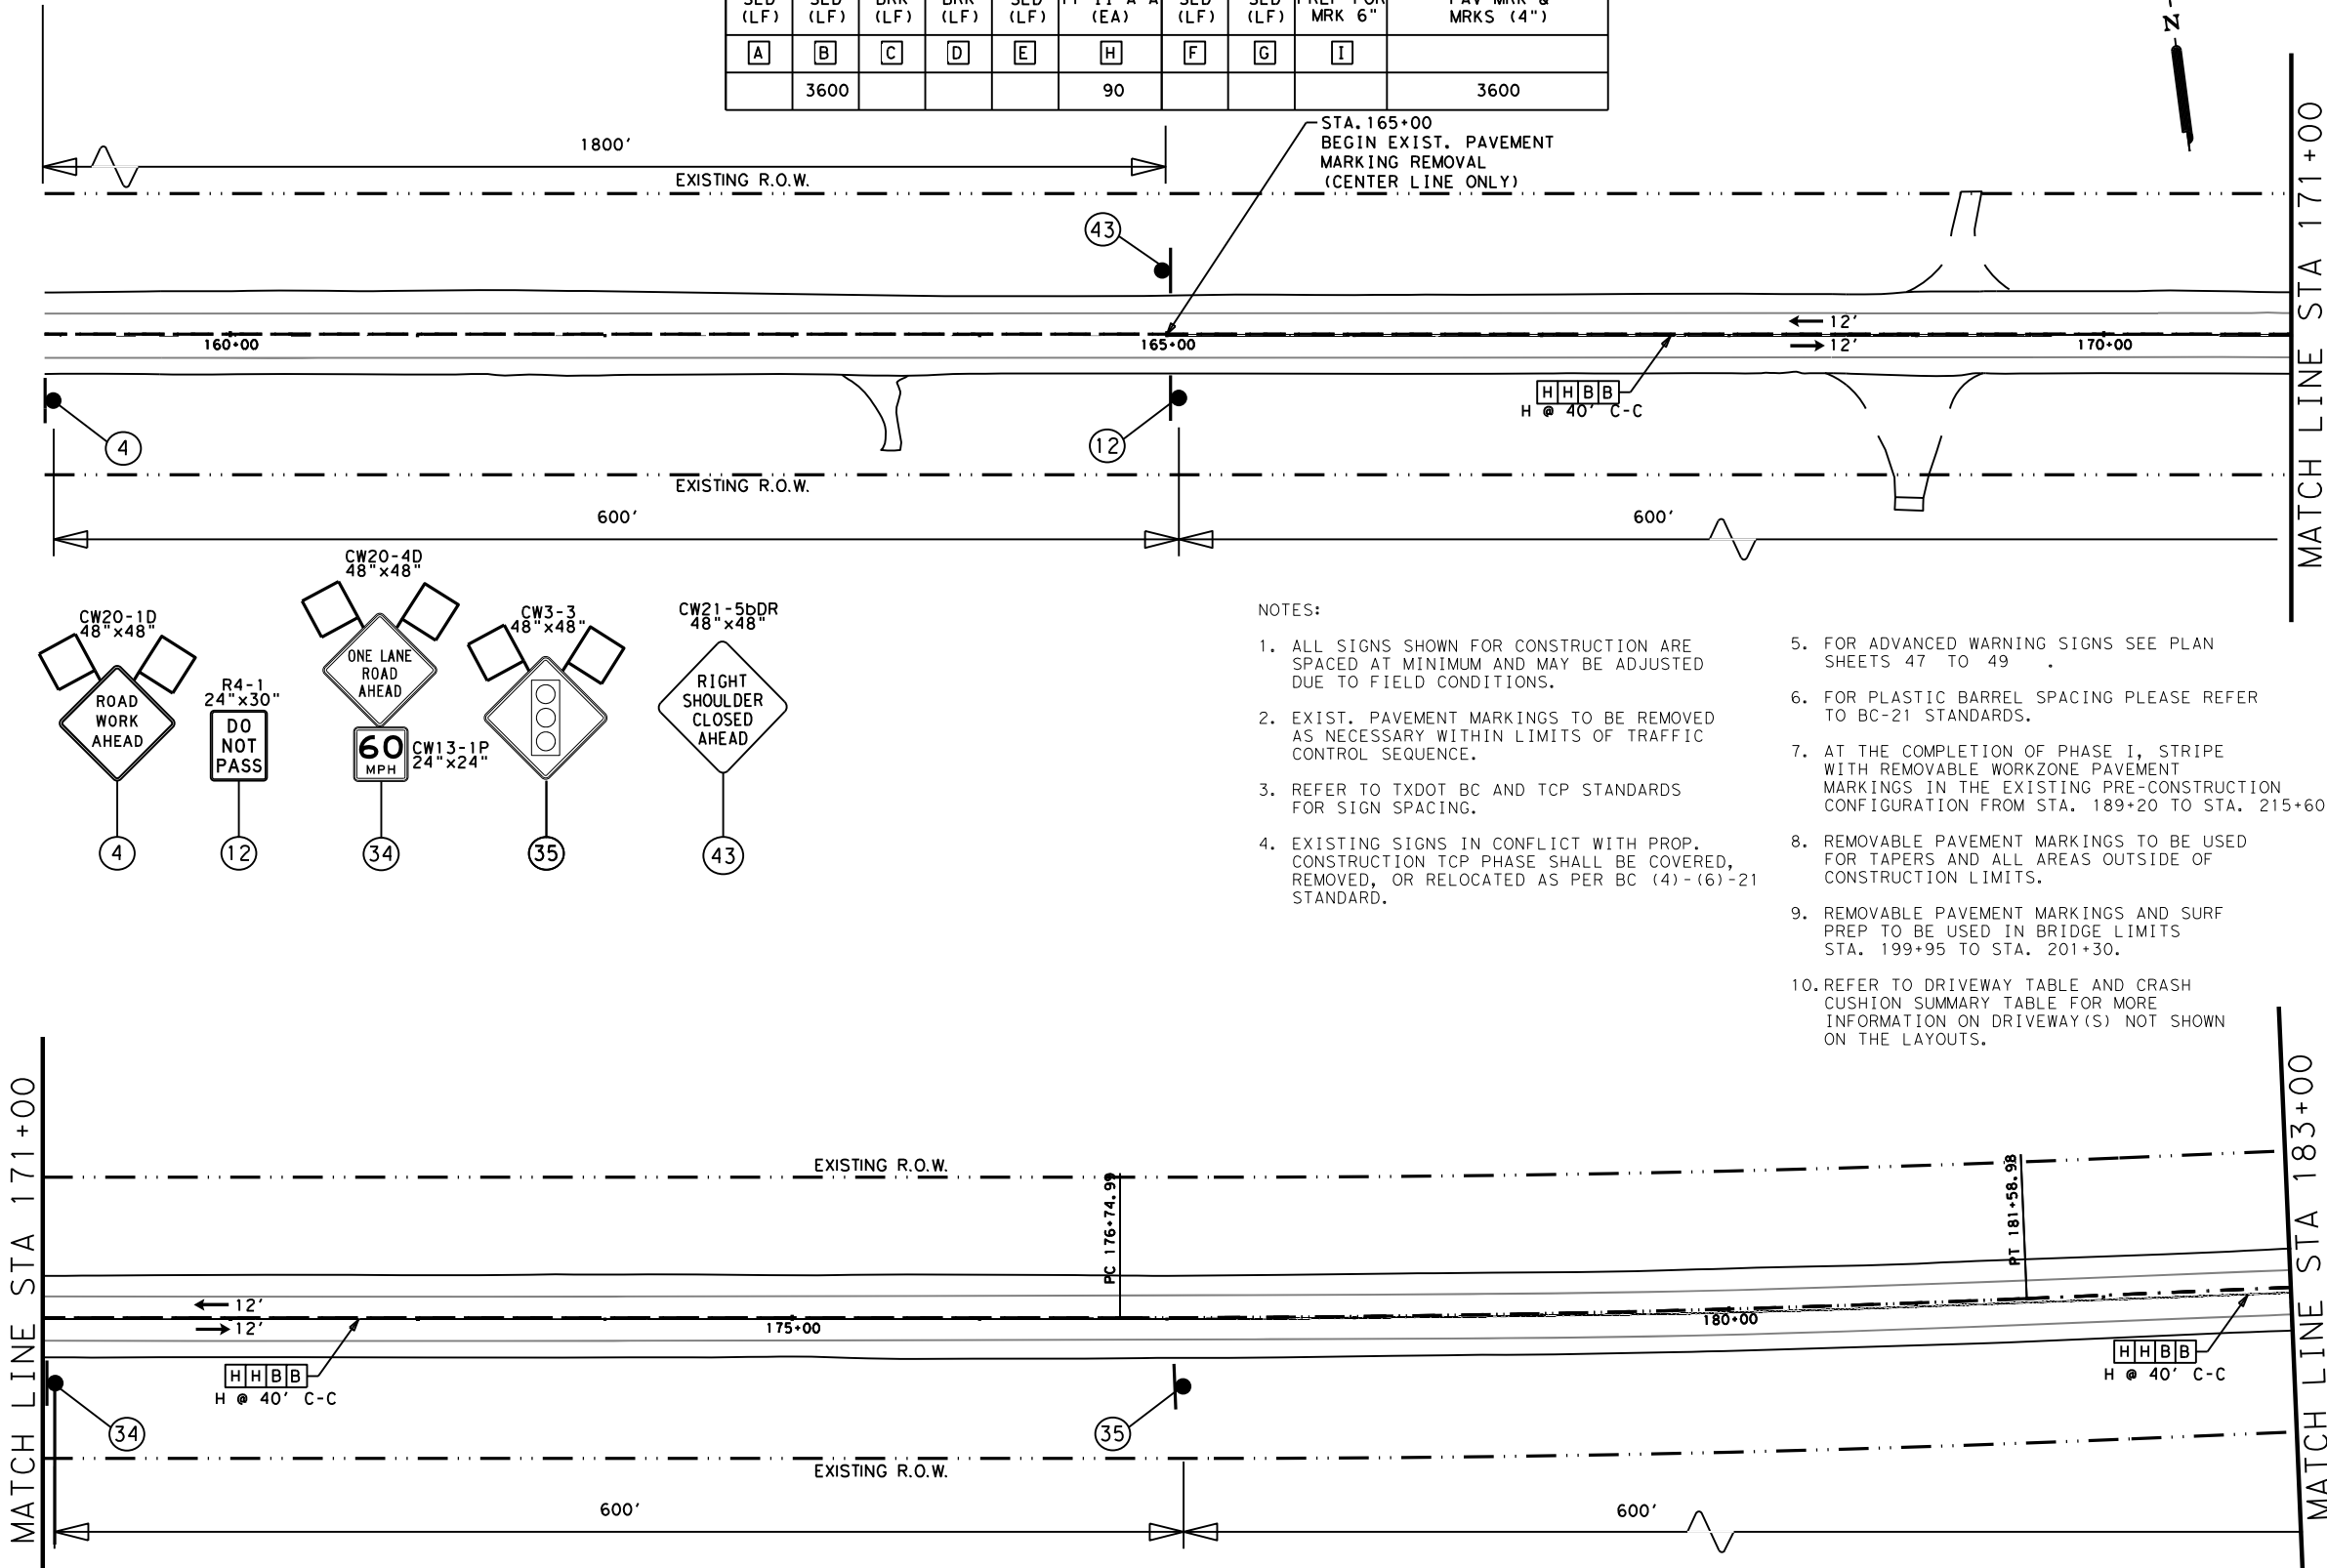 (LF) (LF) (LF) (LF) (LF) (EA) (LF) (LF) MRK 6" MRKS (4")
A B C D E H F G I
3600 90 3600
N
1800'
STA. 165+00
BEGIN EXIST. PAVEMENT
MARKING REMOVAL
(CENTER LINE ONLY)
EXISTING R.O.W.
43
12'
160+00 165+00 12' 170+00
HHBB
H @ 40' C-C
4
12
EXISTING R.O.W.
600' 600'
MATCH LINE STA 171+00
CW20-1D
48"x48"
ROAD
WORK
AHEAD
4
R4-1
24"x30"
DO
NOT
PASS
12
CW20-4D
48"x48"
ONE LANE
ROAD
AHEAD
60
MPH
CW13-1P
24"x24"
34
CW3-3
48"x48"
35
CW21-5bDR
48"x48"
RIGHT
SHOULDER
CLOSED
AHEAD
43
NOTES:
1. ALL SIGNS SHOWN FOR CONSTRUCTION ARE
SPACED AT MINIMUM AND MAY BE ADJUSTED
DUE TO FIELD CONDITIONS.
2. EXIST. PAVEMENT MARKINGS TO BE REMOVED
AS NECESSARY WITHIN LIMITS OF TRAFFIC
CONTROL SEQUENCE.
3. REFER TO TXDOT BC AND TCP STANDARDS
FOR SIGN SPACING.
4. EXISTING SIGNS IN CONFLICT WITH PROP.
CONSTRUCTION TCP PHASE SHALL BE COVERED,
REMOVED, OR RELOCATED AS PER BC (4)-(6)-21
STANDARD.
5. FOR ADVANCED WARNING SIGNS SEE PLAN
SHEETS 47 TO 49 .
6. FOR PLASTIC BARREL SPACING PLEASE REFER
TO BC-21 STANDARDS.
7. AT THE COMPLETION OF PHASE I, STRIPE
WITH REMOVABLE WORKZONE PAVEMENT
MARKINGS IN THE EXISTING PRE-CONSTRUCTION
CONFIGURATION FROM STA. 189+20 TO STA. 215+60
8. REMOVABLE PAVEMENT MARKINGS TO BE USED
FOR TAPERS AND ALL AREAS OUTSIDE OF
CONSTRUCTION LIMITS.
9. REMOVABLE PAVEMENT MARKINGS AND SURF
PREP TO BE USED IN BRIDGE LIMITS
STA. 199+95 TO STA. 201+30.
10. REFER TO DRIVEWAY TABLE AND CRASH
CUSHION SUMMARY TABLE FOR MORE
INFORMATION ON DRIVEWAY(S) NOT SHOWN
ON THE LAYOUTS.
MATCH LINE STA 171+00
EXISTING R.O.W.
PC 176+74.99
PT 181+58.98
12'
12' 175+00 180+00
HHBB
H @ 40' C-C
HHBB
H @ 40' C-C
34
35
EXISTING R.O.W.
600' 600'
MATCH LINE STA 183+00